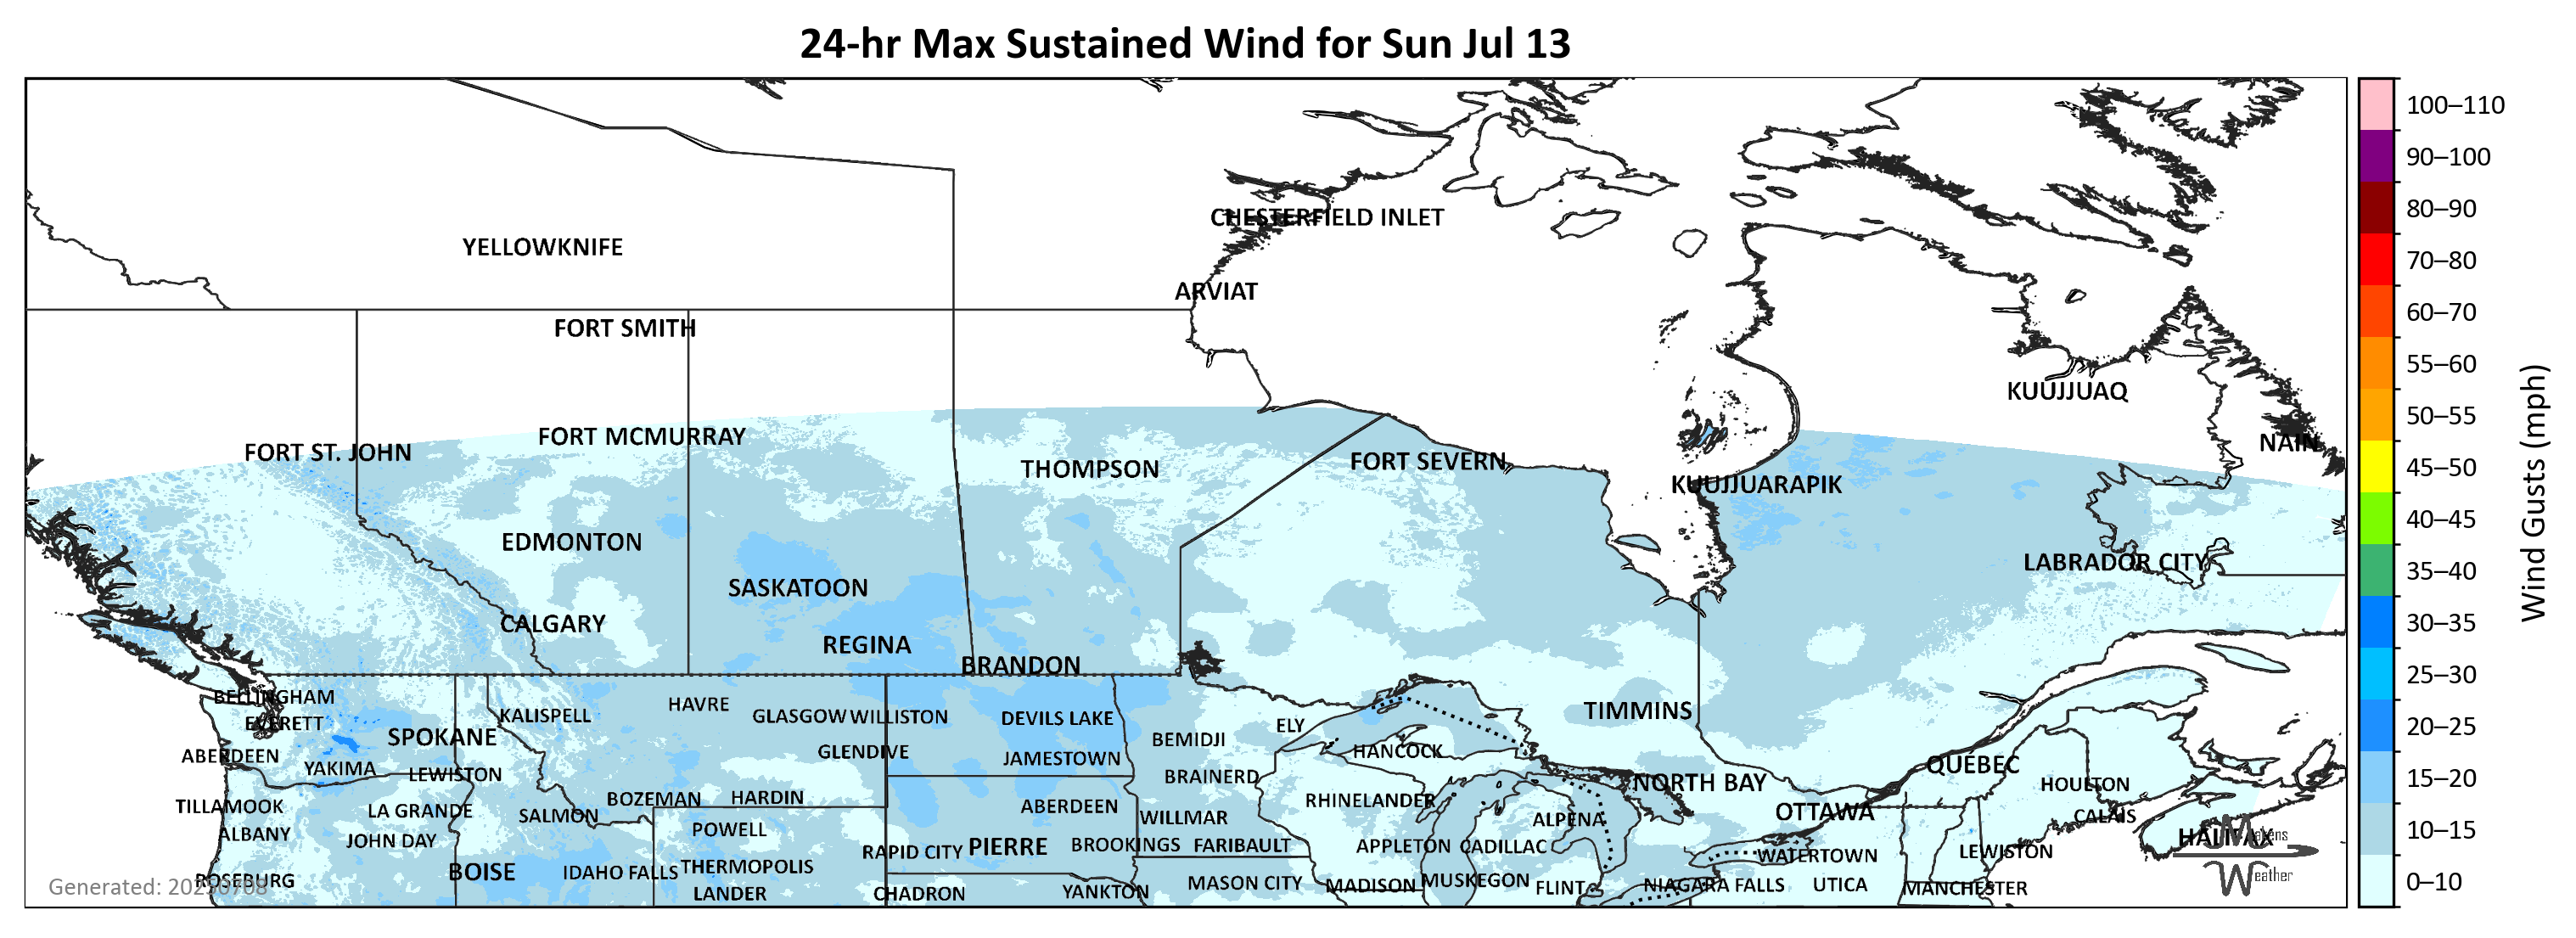 24-hr Max Sustained Wind for Sun Jul 13
100–110
90–100
80–90
70–80
60–70
55–60
50–55
45–50
40–45
35–40
30–35
25–30
20–25
15–20
10–15
0–10
Wind Gusts (mph)
CHESTERFIELD INLET
YELLOWKNIFE
ARVIAT
FORT SMITH
KUUJJUAQ
FORT MCMURRAY
NAIN
FORT ST. JOHN
FORT SEVERN
THOMPSON
KUUJJUARAPIK
EDMONTON
LABRADOR CITY
SASKATOON
CALGARY
REGINA
BRANDON
BELLINGHAM
HAVRE
TIMMINS
KALISPELL
GLASGOW
WILLISTON
DEVILS LAKE
EVERETT
ELY
SPOKANE
BEMIDJI
HANCOCK
GLENDIVE
ABERDEEN
JAMESTOWN
QUÉBEC
YAKIMA
LEWISTON
BRAINERD
NORTH BAY
HOULTON
BOZEMAN
HARDIN
RHINELANDER
TILLAMOOK
ABERDEEN
LA GRANDE
OTTAWA
SALMON
CALAIS
WILLMAR
ALPENA
POWELL
ALBANY
HALIFAX
Makens
JOHN DAY
PIERRE
BROOKINGS
FARIBAULT
APPLETON
CADILLAC
RAPID CITY
LEWISTON
WATERTOWN
THERMOPOLIS
BOISE
IDAHO FALLS
Weather
ROSEBURG
MUSKEGON
MASON CITY
MADISON
NIAGARA FALLS
UTICA
Generated: 20250708
FLINT
MANCHESTER
YANKTON
LANDER
CHADRON